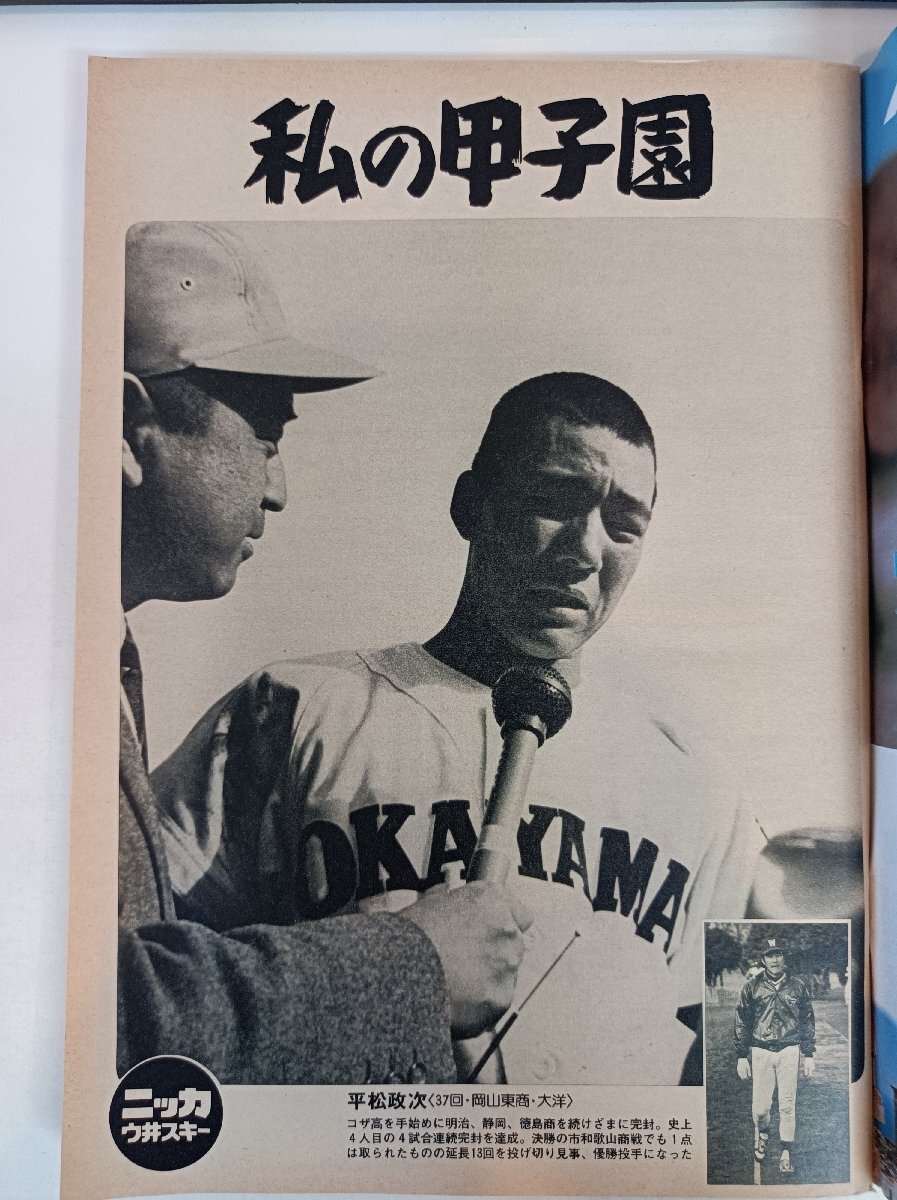 私の甲子園
OKAYAMA
W
ニッカ
ウ井スキー
平松政次〈37回・岡山東商・大洋〉
コザ高を手始めに明治、静岡、徳島商を続けざまに完封。史上
4人目の4試合連続完封を達成。決勝の市和歌山商戦でも1点
は取られたものの延長13回を投げ切り見事、優勝投手になった